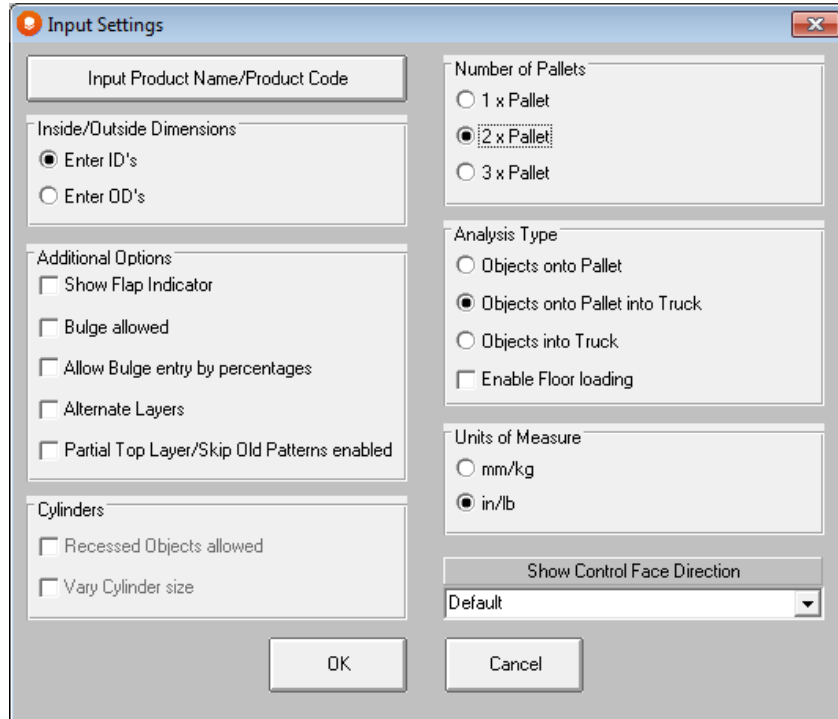 Input Settings
Input Product Name/Product Code
Inside/Outside Dimensions
Enter ID's
Enter OD's
Additional Options
Show Flap Indicator
Bulge allowed
Allow Bulge entry by percentages
Alternate Layers
Partial Top Layer/Skip Old Patterns enabled
Cylinders
Recessed Objects allowed
Vary Cylinder size
Number of Pallets
1 x Pallet
2 x Pallet
3 x Pallet
Analysis Type
Objects onto Pallet
Objects onto Pallet into Truck
Objects into Truck
Enable Floor loading
Units of Measure
mm/kg
in/lb
Show Control Face Direction
Default
OK
Cancel